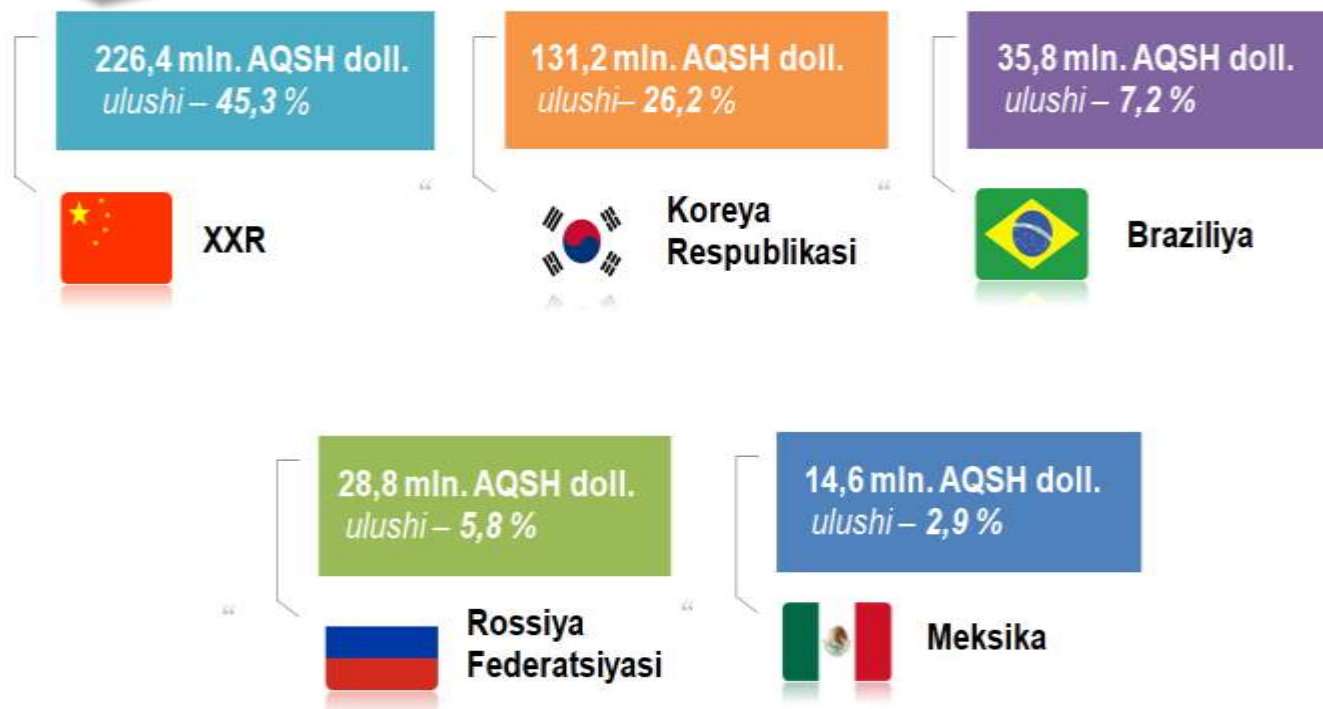 226,4 mln. AQSH doll.
ulushi – 45,3 %
XXR
131,2 mln. AQSH doll.
ulushi– 26,2 %
Koreya
Respublikasi
35,8 mln. AQSH doll.
ulushi – 7,2 %
Braziliya
28,8 mln. AQSH doll.
ulushi – 5,8 %
Rossiya
Federatsiyasi
14,6 mln. AQSH doll.
ulushi – 2,9 %
Meksika